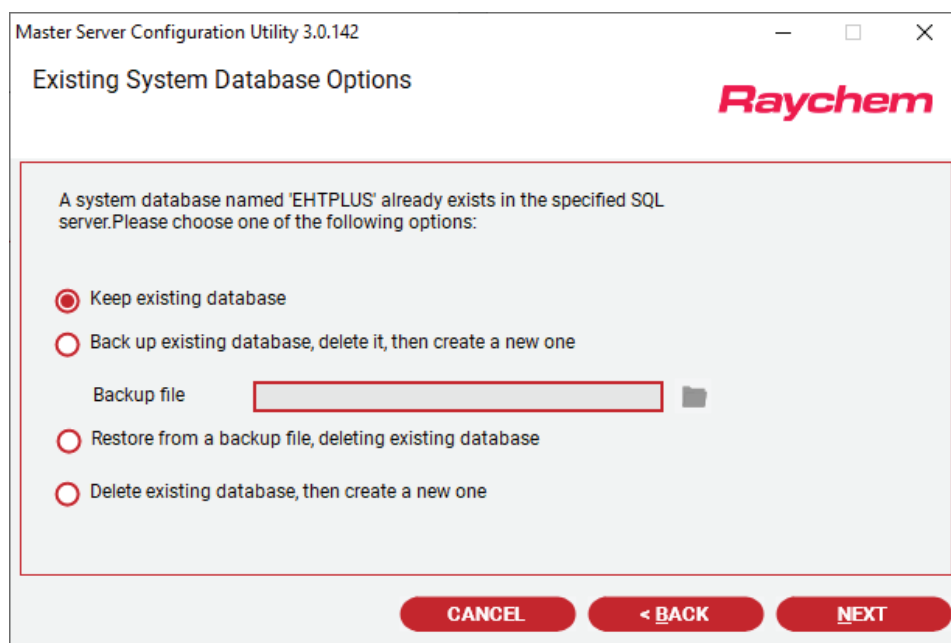 Master Server Configuration Utility 3.0.142
Existing System Database Options
Raychem
A system database named 'EHTPLUS' already exists in the specified SQL
server.Please choose one of the following options:
Keep existing database
Back up existing database, delete it, then create a new one
Backup file
Restore from a backup file, deleting existing database
Delete existing database, then create a new one
CANCEL
< BACK
NEXT